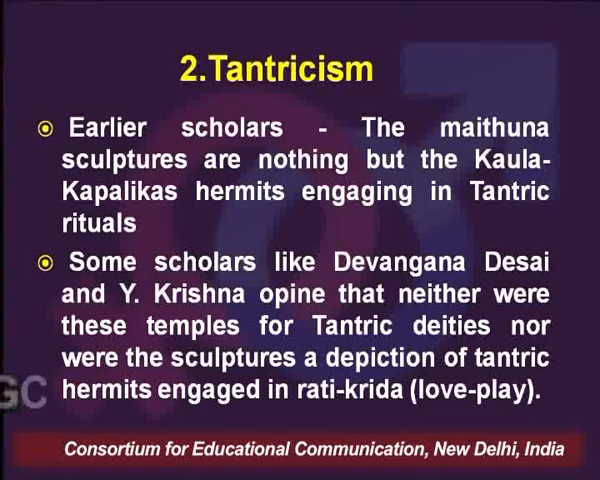 2.Tantricism
Earlier scholars - The maithuna
sculptures are nothing but the Kaula-
Kapalikas hermits engaging in Tantric
rituals
Some scholars like Devangana Desai
and Y. Krishna opine that neither were
these temples for Tantric deities nor
were the sculptures a depiction of tantric
hermits engaged in rati-krida (love-play).
GC
Consortium for Educational Communication, New Delhi, India